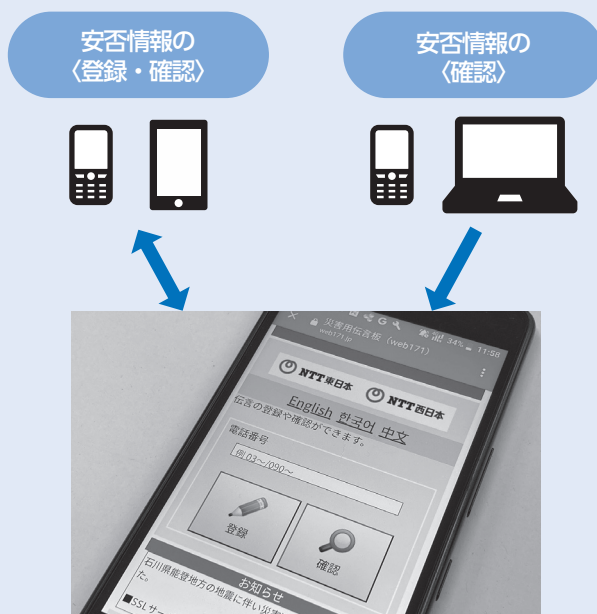 安否情報の
〈登録・確認〉
安否情報の
〈確認〉
災害用伝言板（web171）
web171.jp
34%
11:58
NTT東日本
NTT西日本
English 한국어 中文
伝言の登録や確認ができます。
電話番号
例 03～/090～
登録
確認
お知らせ
石川県能登地方の地震に伴い災
た。
■SSLサ